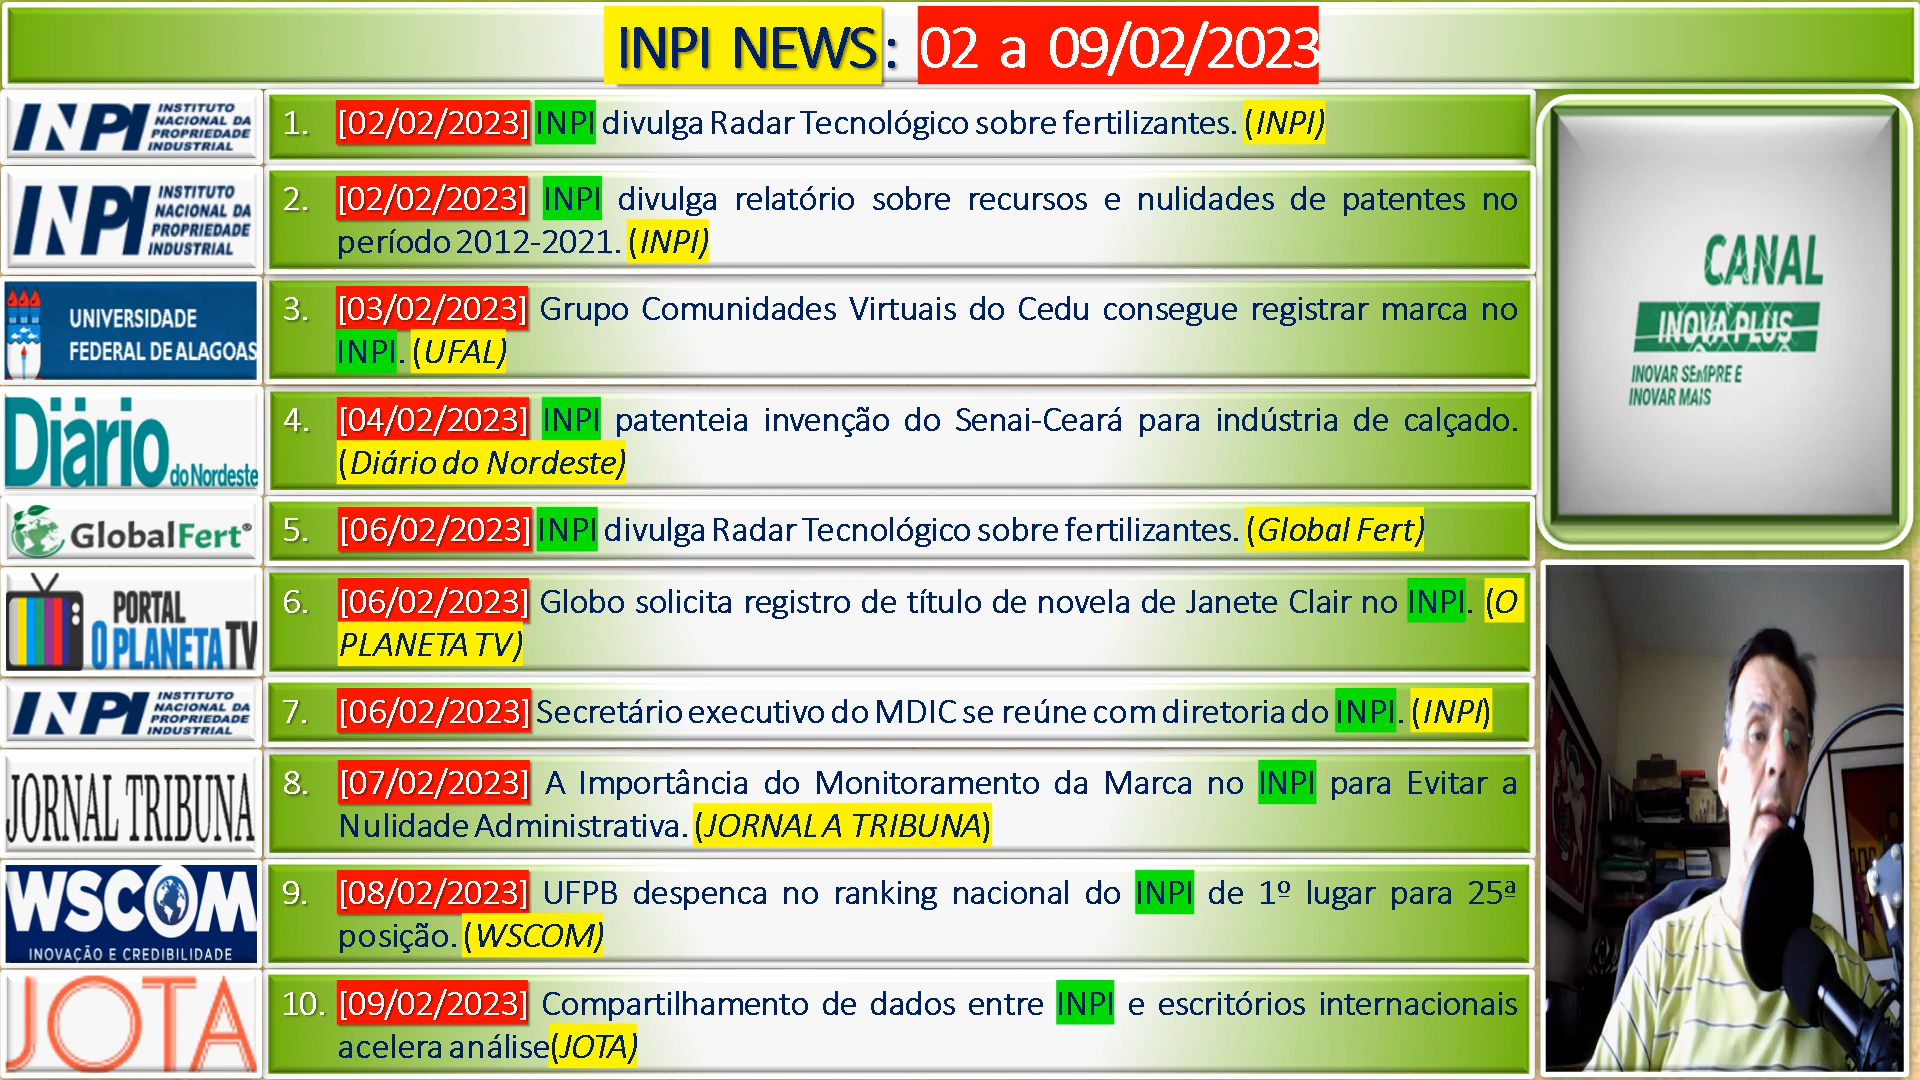 INPI NEWS: 02 a 09/02/2023
INPI INSTITUTO
NACIONAL DA
PROPRIEDADE
INDUSTRIAL
1. [02/02/2023] INPI divulga Radar Tecnológico sobre fertilizantes. (INPI)
INPI INSTITUTO
NACIONAL DA
PROPRIEDADE
INDUSTRIAL
2. [02/02/2023] INPI divulga relatório sobre recursos e nulidades de patentes no
período 2012-2021. (INPI)
UNIVERSIDADE
FEDERAL DE ALAGOAS
3. [03/02/2023] Grupo Comunidades Virtuais do Cedu consegue registrar marca no
INPI. (UFAL)
Diário
do Nordeste
4. [04/02/2023] INPI patenteia invenção do Senai-Ceará para indústria de calçado.
(Diário do Nordeste)
GlobalFert®
5. [06/02/2023] INPI divulga Radar Tecnológico sobre fertilizantes. (Global Fert)
PORTAL
O PLANETA TV
6. [06/02/2023] Globo solicita registro de título de novela de Janete Clair no INPI. (O
PLANETA TV)
INPI INSTITUTO
NACIONAL DA
PROPRIEDADE
INDUSTRIAL
7. [06/02/2023] Secretário executivo do MDIC se reúne com diretoria do INPI. (INPI)
JORNAL TRIBUNA
8. [07/02/2023] A Importância do Monitoramento da Marca no INPI para Evitar a
Nulidade Administrativa. (JORNAL A TRIBUNA)
WSCOM
INOVAÇÃO E CREDIBILIDADE
9. [08/02/2023] UFPB despenca no ranking nacional do INPI de 1º lugar para 25ª
posição. (WSCOM)
JOTA
10. [09/02/2023] Compartilhamento de dados entre INPI e escritórios internacionais
acelera análise(JOTA)
CANAL
INOVA PLUS
INOVAR SEMPRE E
INOVAR MAIS